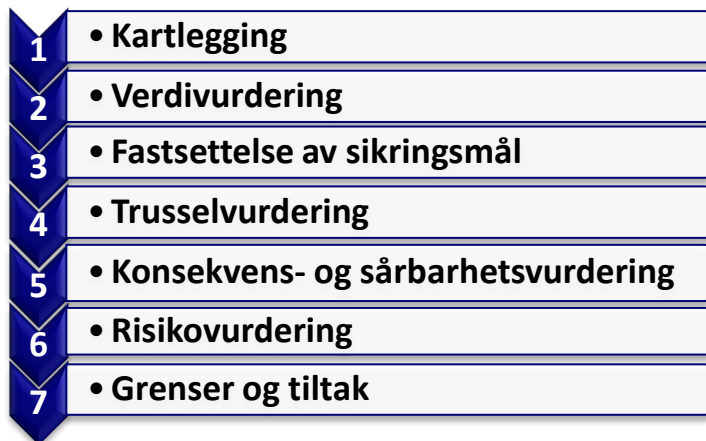 1 • Kartlegging
2 • Verdivurdering
3 • Fastsettelse av sikringsmål
4 • Trusselvurdering
5 • Konsekvens- og sårbarhetsvurdering
6 • Risikovurdering
7 • Grenser og tiltak